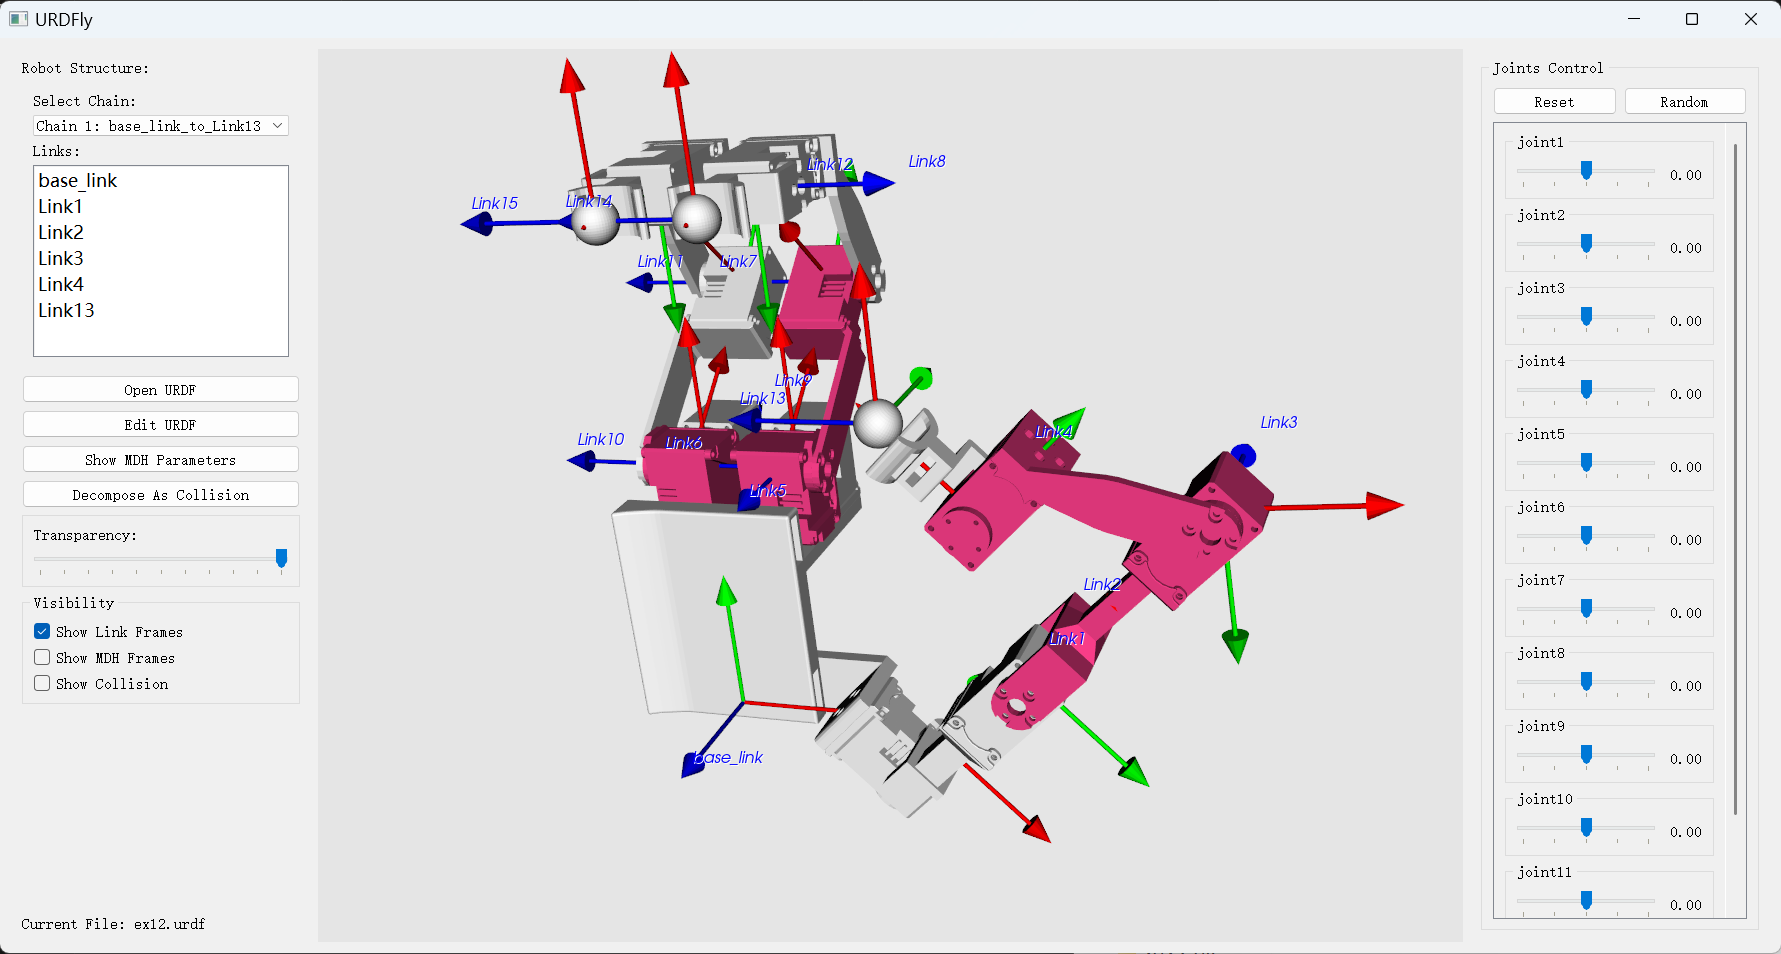 URDFly
Robot Structure:
Select Chain:
Chain 1: base_link_to_Link13
Links:
base_link
Link1
Link2
Link3
Link4
Link13
Open URDF
Edit URDF
Show MDH Parameters
Decompose As Collision
Transparency:
Visibility
Show Link Frames
Show MDH Frames
Show Collision
Current File: ex12.urdf
Link12
Link8
Link15
Link14
Link11
Link7
Link9
Link13
Link10
Link6
Link5
Link4
Link3
Link2
Link1
base_link
Joints Control
Reset
Random
joint1
0.00
joint2
0.00
joint3
0.00
joint4
0.00
joint5
0.00
joint6
0.00
joint7
0.00
joint8
0.00
joint9
0.00
joint10
0.00
joint11
0.00